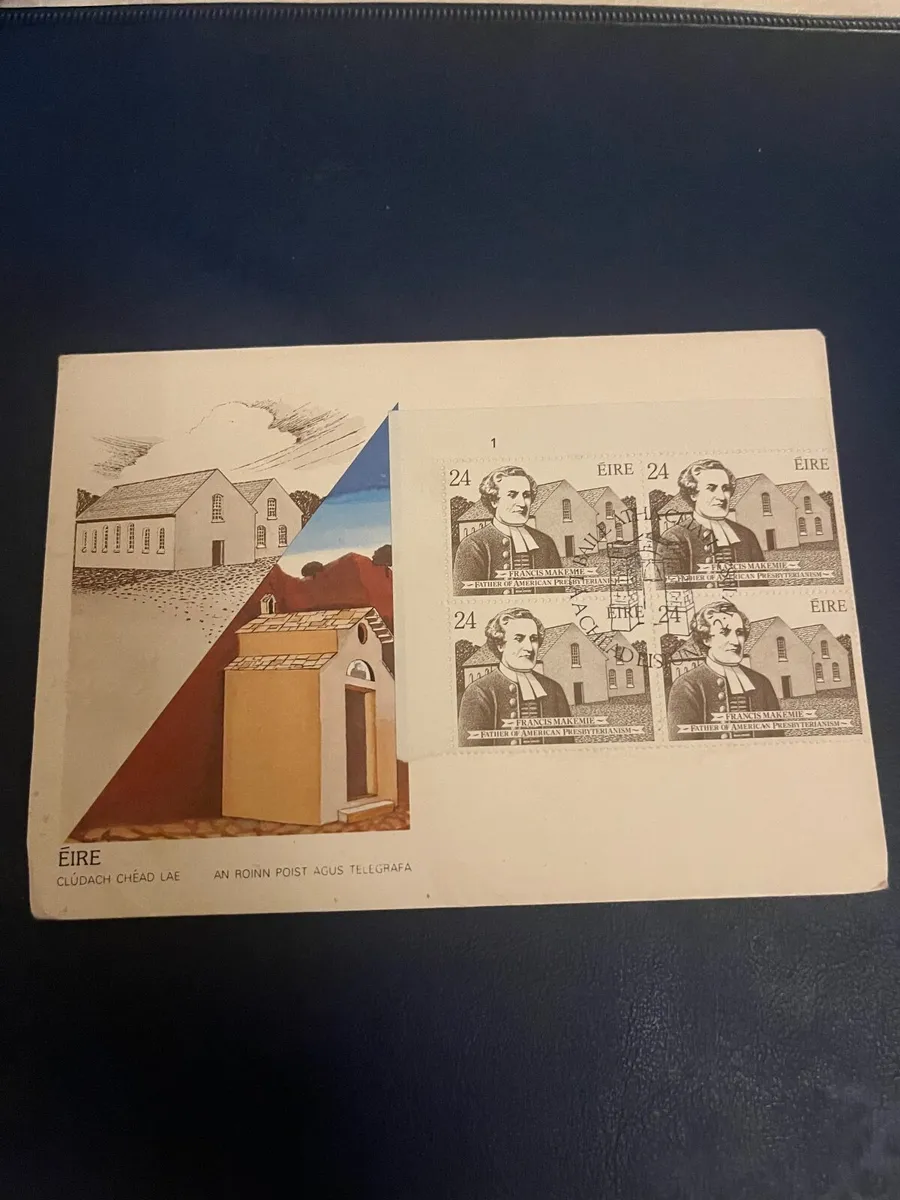 1
24 ÉIRE
FRANCIS MAKEMIE
FATHER OF AMERICAN PRESBYTERIANISM
24 ÉIRE
FRANCIS MAKEMIE
FATHER OF AMERICAN PRESBYTERIANISM
24 ÉIRE
FRANCIS MAKEMIE
FATHER OF AMERICAN PRESBYTERIANISM
24 ÉIRE
FRANCIS MAKEMIE
FATHER OF AMERICAN PRESBYTERIANISM
ÉIRE
CLÚDACH CHÉAD LAE AN ROINN POIST AGUS TELEGRAFA